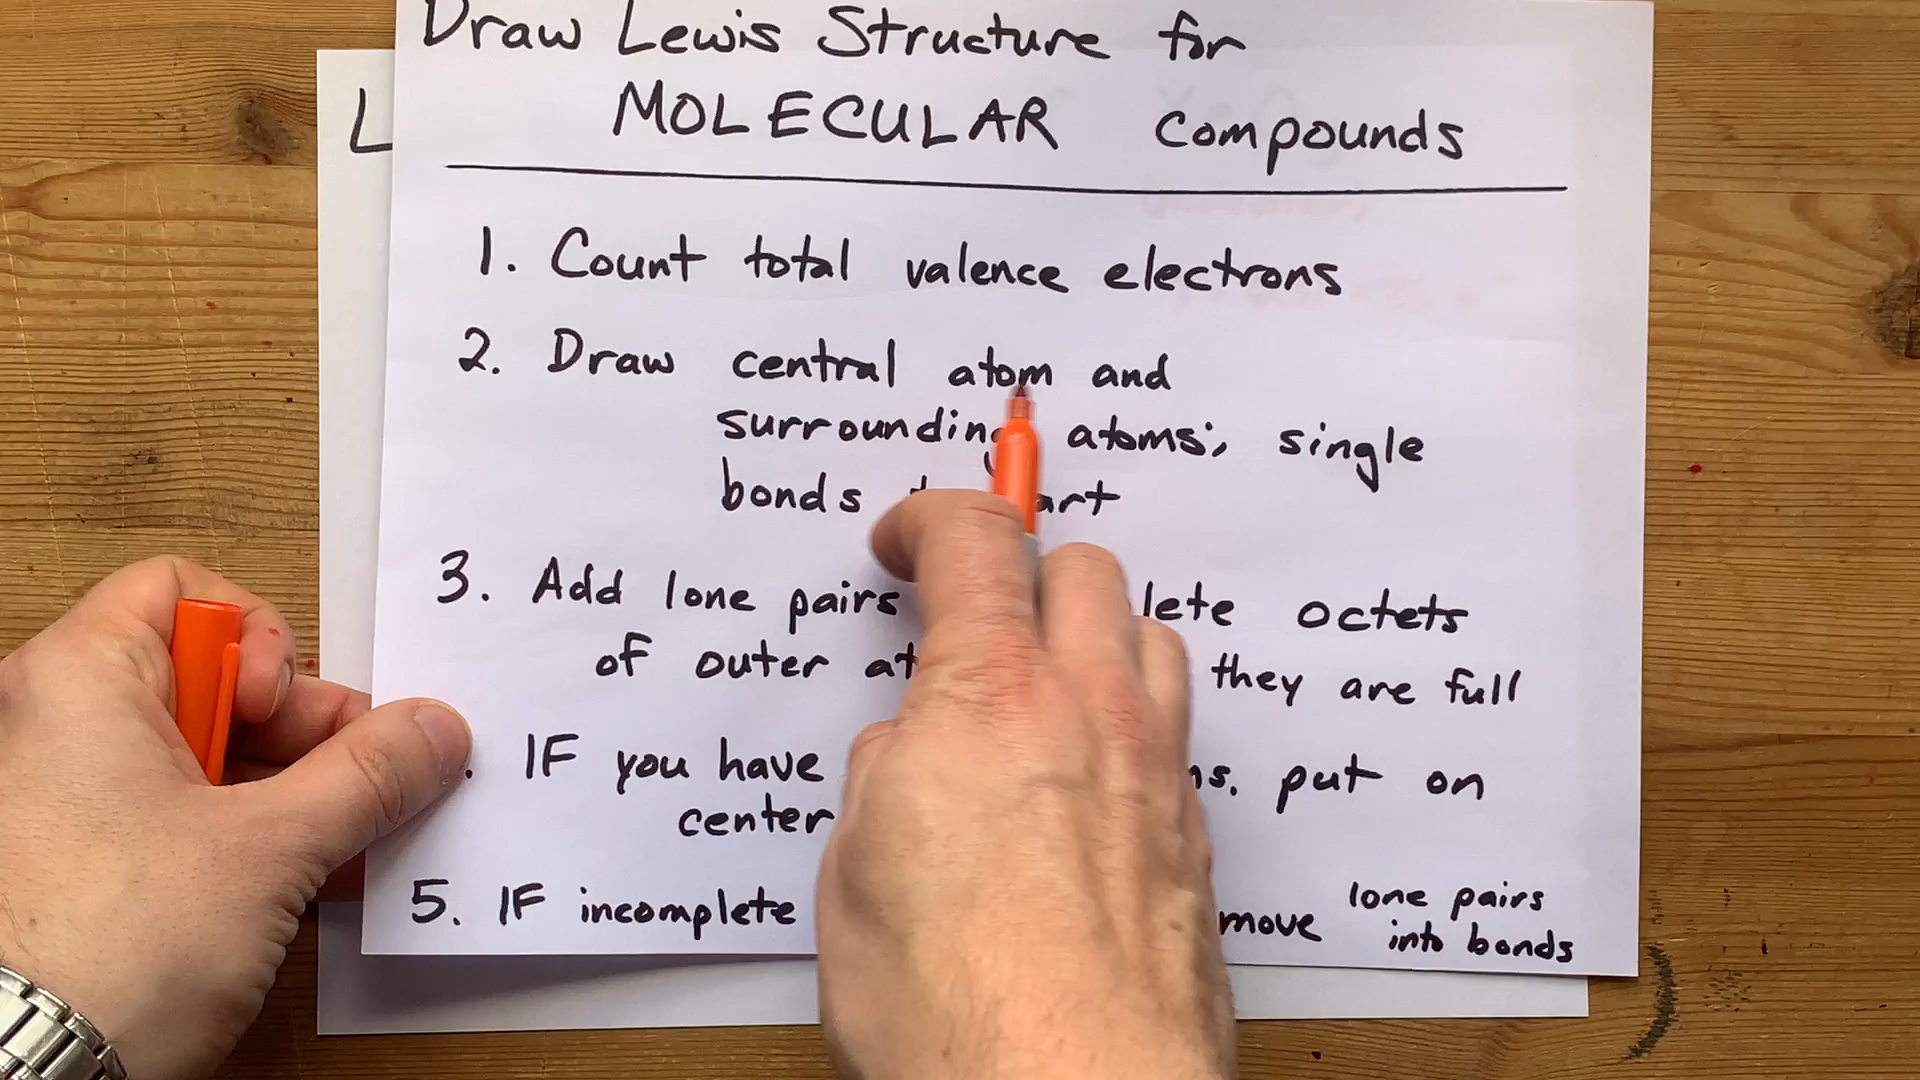 Draw Lewis Structure for
MOLECULAR compounds
L
1. Count total valence electrons
2. Draw central atom and
surrounding atoms; single
bonds
3. Add lone pairs octets
of outer they are full
IF you have put on
center
5. IF incomplete move lone pairs
into bonds